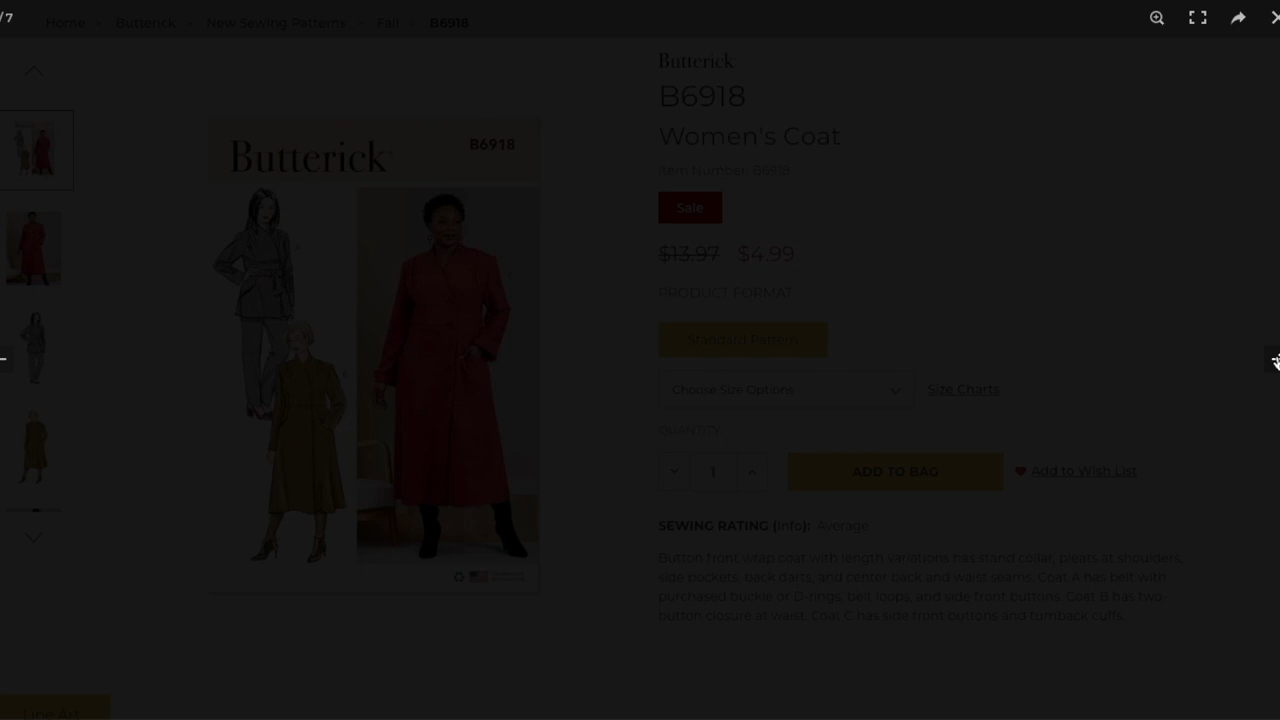 / 7
Home
Butterick
New Sewing Patterns
Fall
B6918
Butterick
B6918
Women's Coat
Item Number: B6918
Sale
$13.97 $4.99
PRODUCT FORMAT
Standard Pattern
Choose Size Options
Size Charts
QUANTITY
1
ADD TO BAG
Add to Wish List
SEWING RATING (Info): Average
Button front wrap coat with length variations has stand collar, pleats at shoulders,
side pockets, back darts, and center back and waist seams. Coat A has belt with
purchased buckle or D-rings, belt loops, and side front buttons. Coat B has two-
button closure at waist. Coat C has side front buttons and turnback cuffs.
Butterick
B6918
Line Art